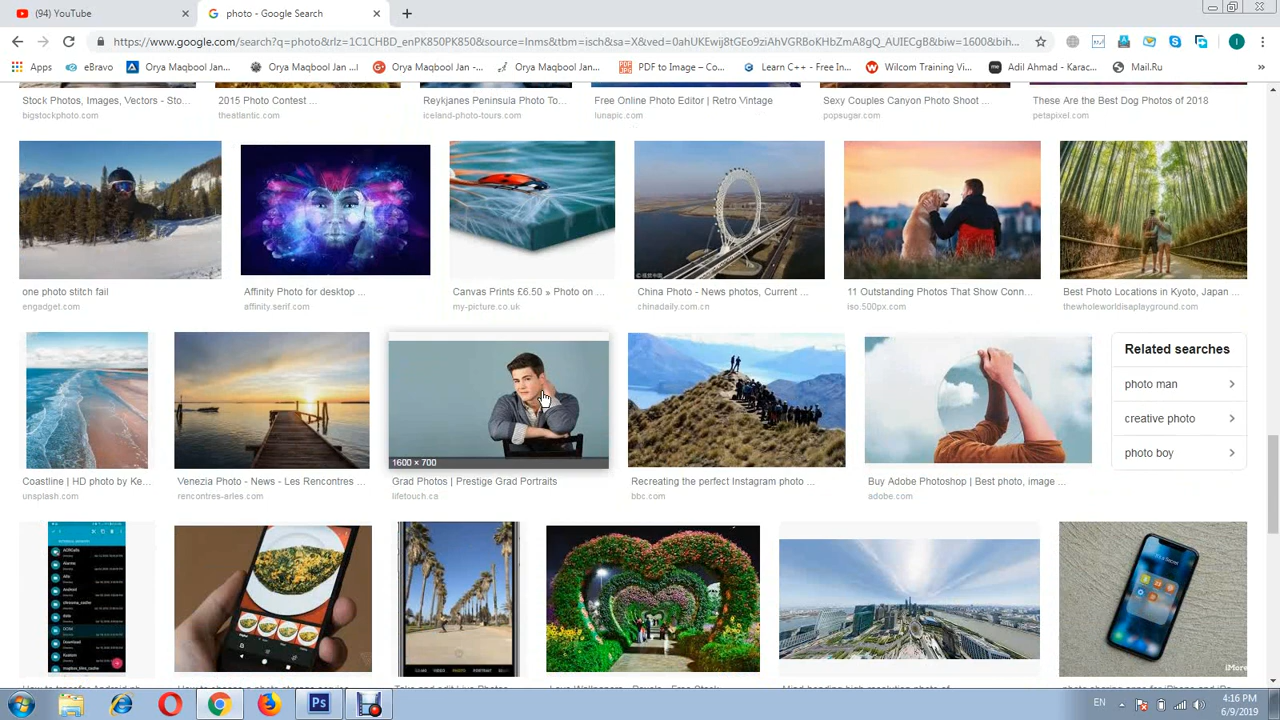 (94) YouTube
photo - Google Search
https://www.google.com/search?q=photo&rlz=1C1CHBD_enPK850PK850&source=lnms&tbm=isch&sa=X&ved=0ahUKEwij8tGEo9ziAhVGRBoKHbZmA8gQ_AUIECgB&biw=1600&bih...
Apps
eBravo
Orya Maqbool Jan
Orya Maqbool Jan...
Orya Maqbool Jan -...
Orya Maqbool Jan...
PDF to Image – Co...
Learn C++ - Free In...
Wilcom Training Vi...
Adil Ahmad - Karac...
Mail.Ru
Stock Photos, Images, Vectors - Sto...
2015 Photo Contest ...
Reykjanes Peninsula Photo To...
Free Online Photo Editor | Retro Vintage
Sexy Couples Canyon Photo Shoot ...
These Are the Best Dog Photos of 2018
bigstockphoto.com
theatlantic.com
iceland-photo-tours.com
lunapic.com
popsugar.com
petapixel.com
one photo stitch fail
Affinity Photo for desktop ...
Canvas Prints £6.50 » Photo on ...
China Photo - News photos, Current ...
11 Outstanding Photos That Show Conn...
Best Photo Locations in Kyoto, Japan ...
engadget.com
affinity.serif.com
my-picture.co.uk
chinadaily.com.cn
iso.500px.com
thewholeworldisaplayground.com
Related searches
photo man
creative photo
photo boy
1600 × 700
Coastline | HD photo by Ke...
Venezia Photo - News - Les Rencontres ...
Grad Photos | Prestige Grad Portraits
Recreating the perfect Instagram photo ...
Buy Adobe Photoshop | Best photo, image ...
unsplash.com
rencontres-arles.com
lifetouch.ca
bbc.com
adobe.com
Alarms
Android
Download
PHOTO
iMore
EN
4:16 PM
6/9/2019